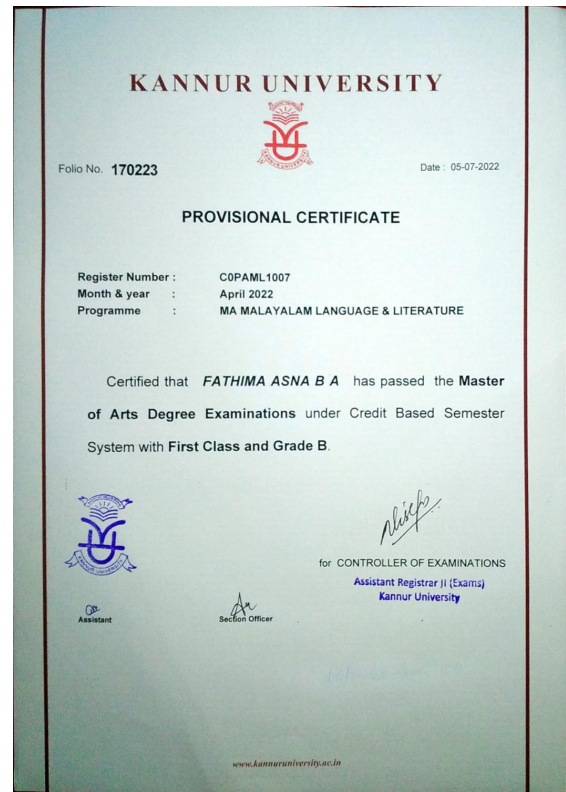 KANNUR UNIVERSITY
Folio No. 170223
Date : 05-07-2022
PROVISIONAL CERTIFICATE
Register Number : C0PAML1007
Month & year : April 2022
Programme : MA MALAYALAM LANGUAGE & LITERATURE
Certified that FATHIMA ASNA B A has passed the Master
of Arts Degree Examinations under Credit Based Semester
System with First Class and Grade B.
for CONTROLLER OF EXAMINATIONS
Assistant Registrar II (Exams)
Kannur University
Assistant
Section Officer
www.kannuruniversity.ac.in